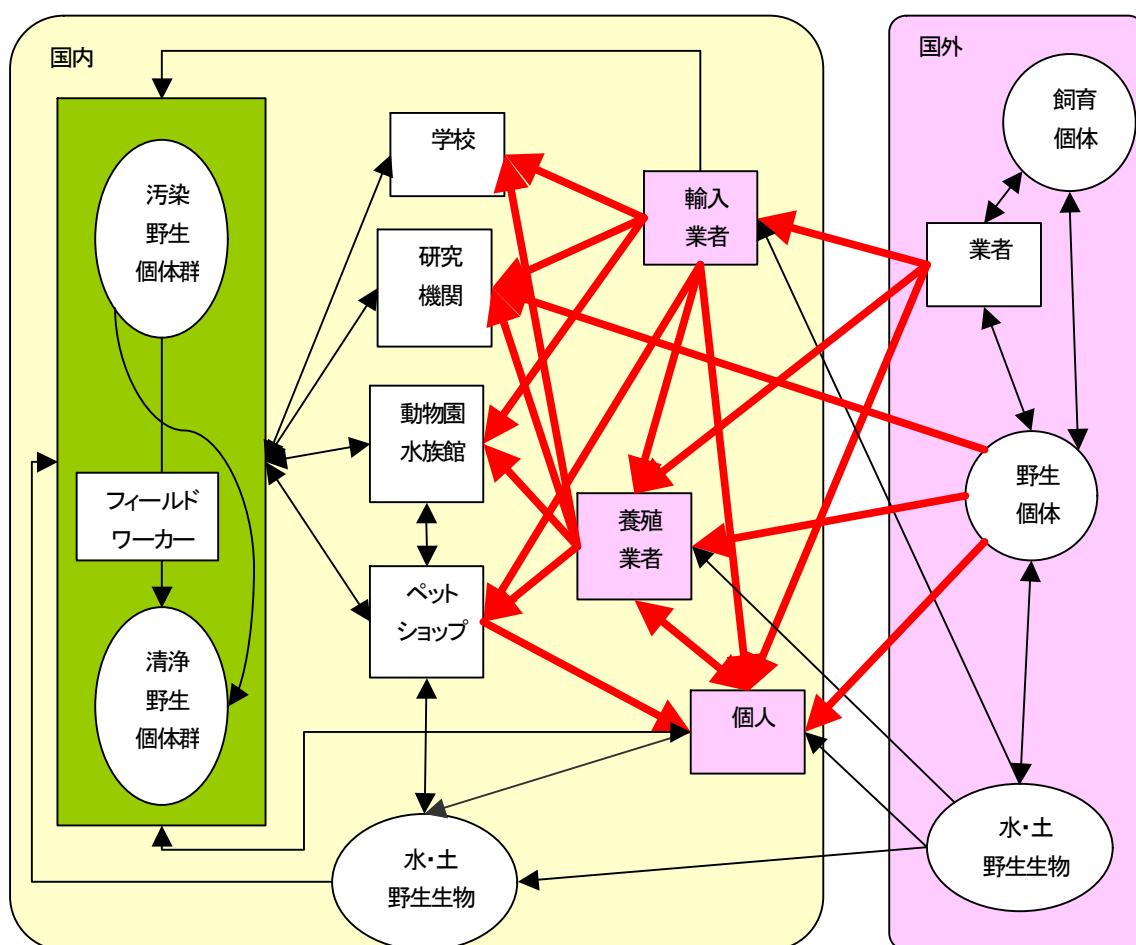 国内
国外
飼育
個体
学校
汚染
野生
個体群
輸入
業者
業者
研究
機関
動物園
水族館
野生
個体
フィールド
ワーカー
養殖
業者
ペット
ショップ
清浄
野生
個体群
個人
水・土
野生生物
水・土
野生生物